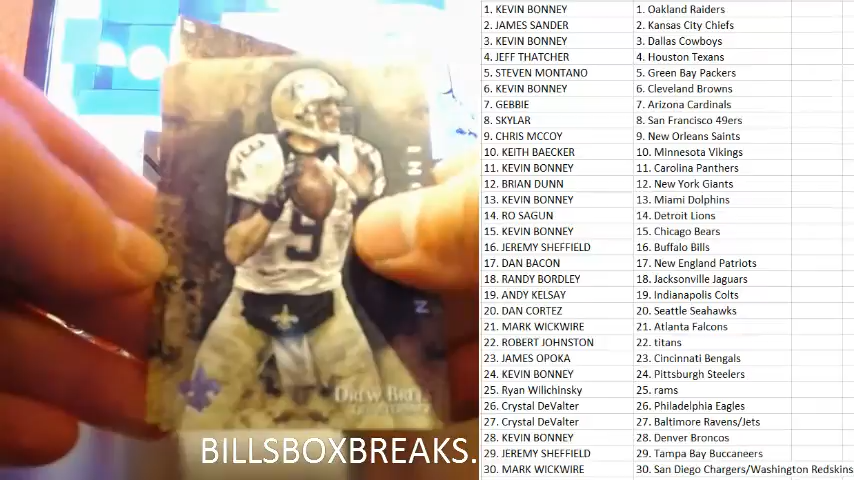 9
DREW BREES
BILLSBOXBREAKS.
1. KEVIN BONNEY 1. Oakland Raiders
2. JAMES SANDER 2. Kansas City Chiefs
3. KEVIN BONNEY 3. Dallas Cowboys
4. JEFF THATCHER 4. Houston Texans
5. STEVEN MONTANO 5. Green Bay Packers
6. KEVIN BONNEY 6. Cleveland Browns
7. GEBBIE 7. Arizona Cardinals
8. SKYLAR 8. San Francisco 49ers
9. CHRIS MCCOY 9. New Orleans Saints
10. KEITH BAECKER 10. Minnesota Vikings
11. KEVIN BONNEY 11. Carolina Panthers
12. BRIAN DUNN 12. New York Giants
13. KEVIN BONNEY 13. Miami Dolphins
14. RO SAGUN 14. Detroit Lions
15. KEVIN BONNEY 15. Chicago Bears
16. JEREMY SHEFFIELD 16. Buffalo Bills
17. DAN BACON 17. New England Patriots
18. RANDY BORDLEY 18. Jacksonville Jaguars
19. ANDY KELSAY 19. Indianapolis Colts
20. DAN CORTEZ 20. Seattle Seahawks
21. MARK WICKWIRE 21. Atlanta Falcons
22. ROBERT JOHNSTON 22. titans
23. JAMES OPOKA 23. Cincinnati Bengals
24. KEVIN BONNEY 24. Pittsburgh Steelers
25. Ryan Wilichinsky 25. rams
26. Crystal DeValter 26. Philadelphia Eagles
27. Crystal DeValter 27. Baltimore Ravens/Jets
28. KEVIN BONNEY 28. Denver Broncos
29. JEREMY SHEFFIELD 29. Tampa Bay Buccaneers
30. MARK WICKWIRE 30. San Diego Chargers/Washington Redskins